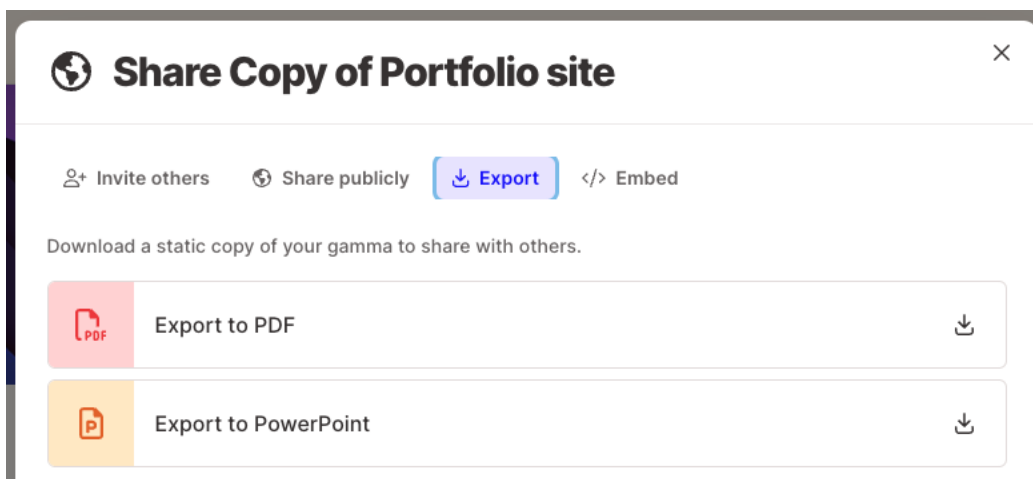 Share Copy of Portfolio site
Invite others Share publicly Export </> Embed
Download a static copy of your gamma to share with others.
PDF Export to PDF
P Export to PowerPoint